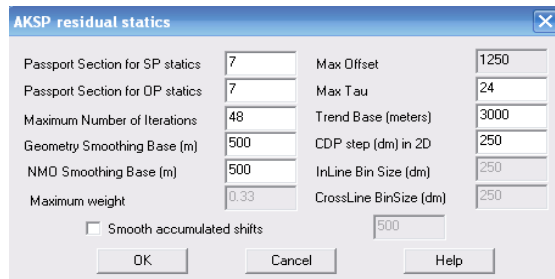 AKSP residual statics
Passport Section for SP statics 7 Max Offset 1250
Passport Section for OP statics 7 Max Tau 24
Maximum Number of Iterations 48 Trend Base (meters) 3000
Geometry Smoothing Base (m) 500 CDP step (dm) in 2D 250
NMO Smoothing Base (m) 500 InLine Bin Size (dm) 250
Maximum weight 0.33 CrossLine BinSize (dm) 250
Smooth accumulated shifts 500
OK Cancel Help